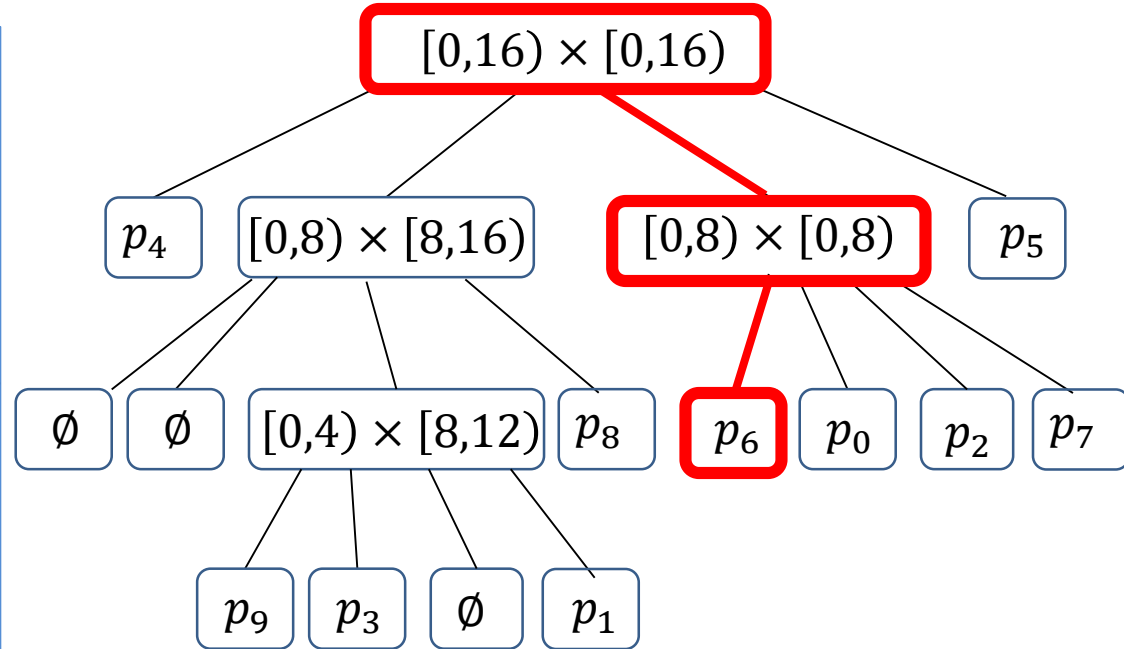 [0,16) × [0,16)
p₄ [0,8) × [8,16) [0,8) × [0,8) p₅
∅ ∅ [0,4) × [8,12) p₈ p₆ p₀ p₂ p₇
p₉ p₃ ∅ p₁